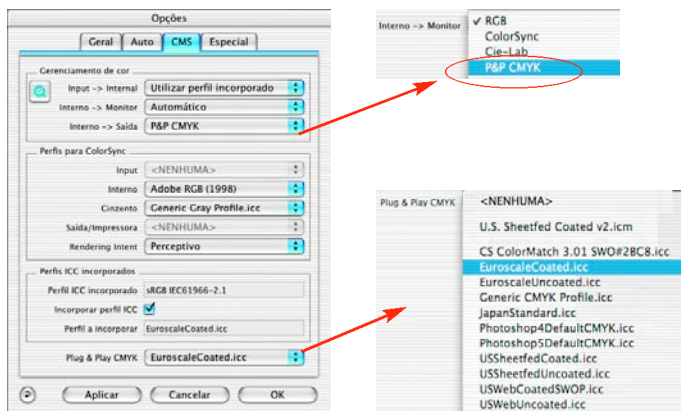 Opções
Geral Auto CMS Especial
Gerenciamento de cor
Input -> Internal Utilizar perfil incorporado
Interno -> Monitor Automático
Interno -> Saída P&P CMYK
Perfis para ColorSync
Input <NENHUMA>
Interno Adobe RGB (1998)
Cinzento Generic Gray Profile.icc
Saída/Impressora <NENHUMA>
Rendering Intent Perceptivo
Perfis ICC incorporados
Perfil ICC incorporado sRGB IEC61966-2.1
Incorporar perfil ICC
Perfil a incorporar EuroscaleCoated.icc
Plug & Play CMYK EuroscaleCoated.icc
Aplicar Cancelar OK
Interno -> Monitor
RGB
ColorSync
Cie-Lab
P&P CMYK
Plug & Play CMYK
<NENHUMA>
U.S. Sheetfed Coated v2.icm
CS ColorMatch 3.01 SWO#2BC8.icc
EuroscaleCoated.icc
EuroscaleUncoated.icc
Generic CMYK Profile.icc
JapanStandard.icc
Photoshop4DefaultCMYK.icc
Photoshop5DefaultCMYK.icc
USSheetfedCoated.icc
USSheetfedUncoated.icc
USWebCoatedSWOP.icc
USWebUncoated.icc